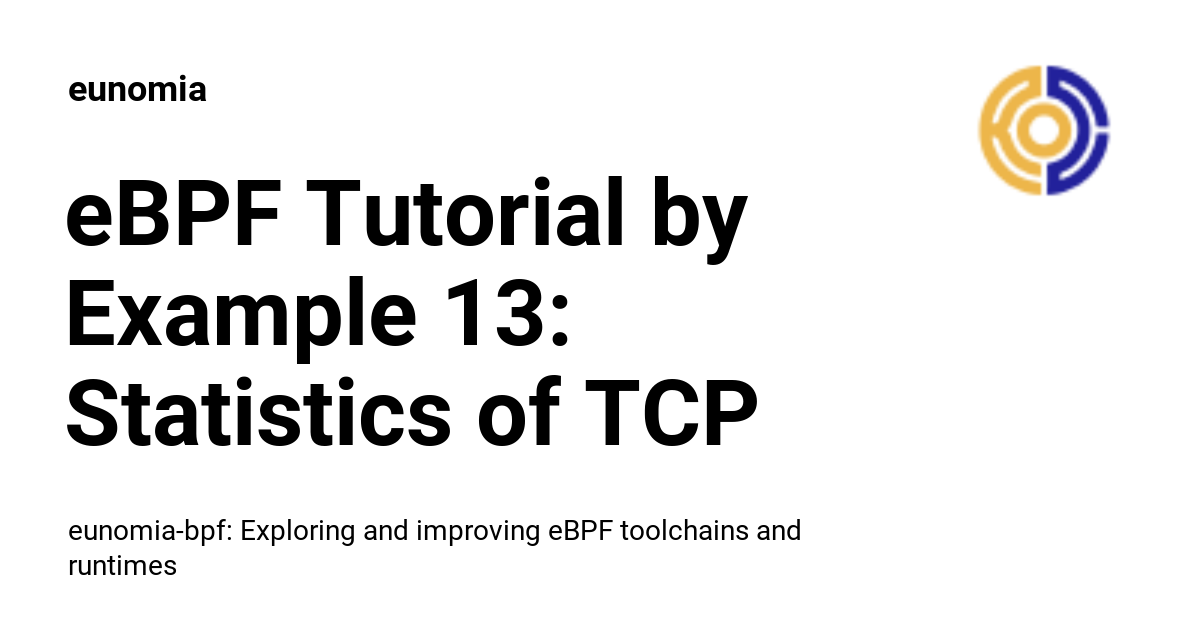 eunomia
eBPF Tutorial by
Example 13:
Statistics of TCP
eunomia-bpf: Exploring and improving eBPF toolchains and
runtimes